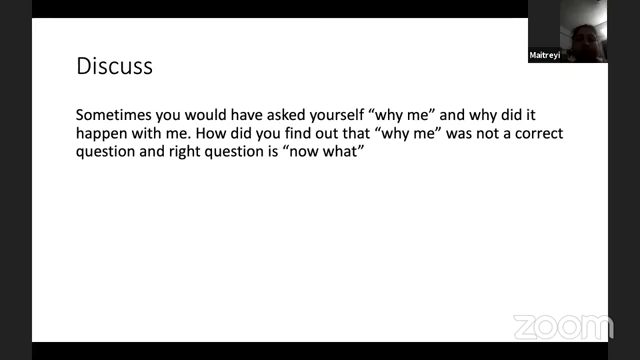 Maitreyi
Discuss
Sometimes you would have asked yourself “why me” and why did it
happen with me. How did you find out that “why me” was not a correct
question and right question is “now what”
zoom